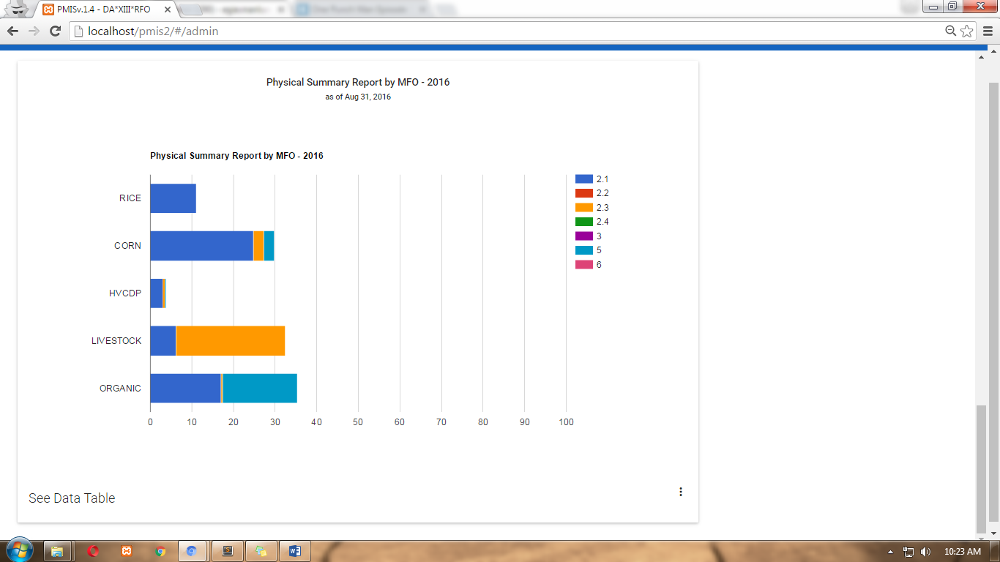 PMISv.1.4 - DA*XIII*RFO
localhost/pmis2/#/admin
Physical Summary Report by MFO - 2016
as of Aug 31, 2016
Physical Summary Report by MFO - 2016
RICE
CORN
HVCDP
LIVESTOCK
ORGANIC
0 10 20 30 40 50 60 70 80 90 100
2.1
2.2
2.3
2.4
3
5
6
See Data Table
10:23 AM